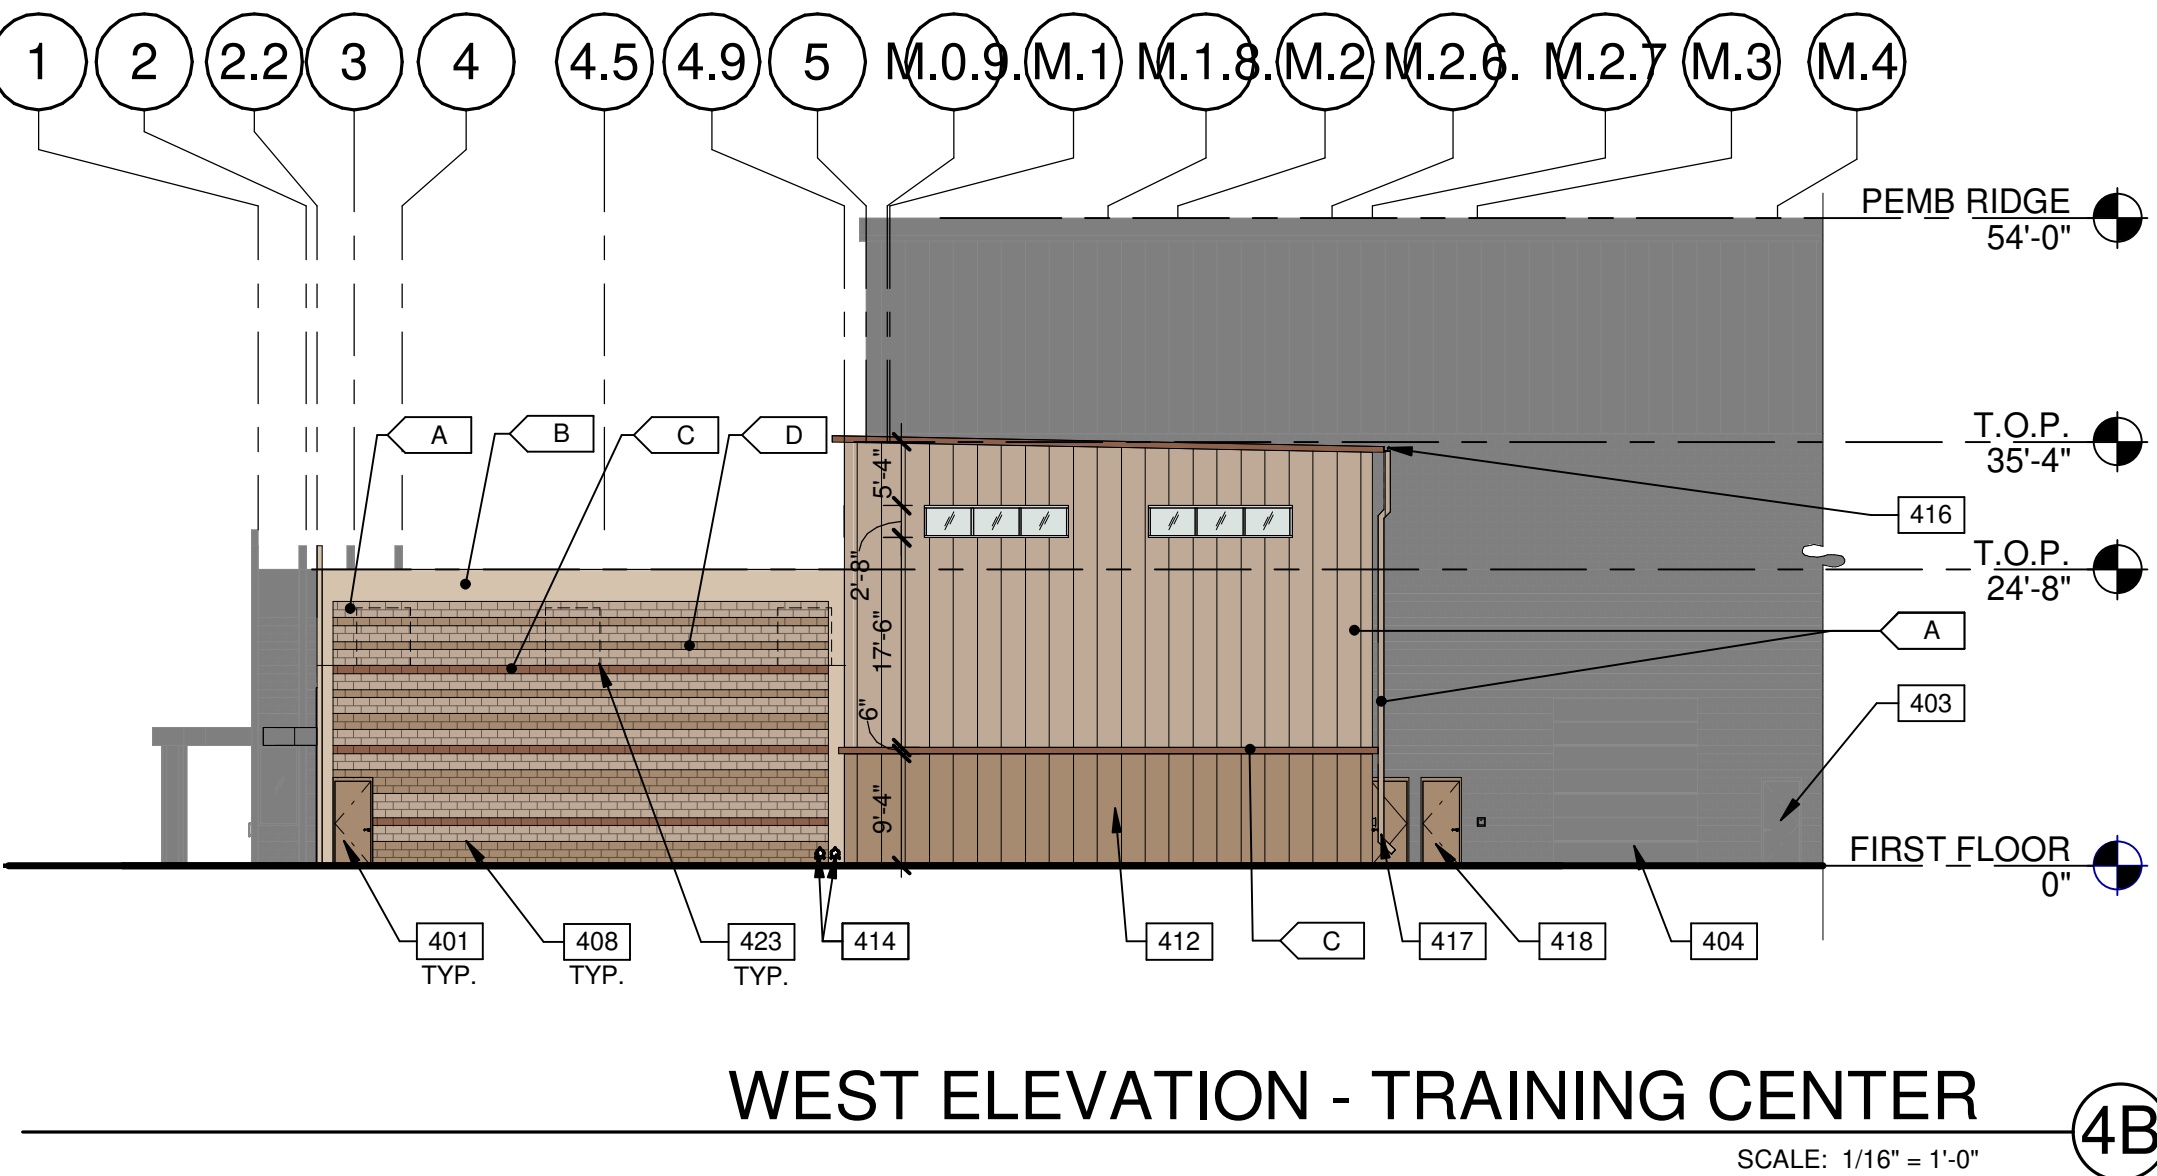 1 2 2.2 3 4 4.5 4.9 5 M.0.9. M.1 M.1.8. M.2 M.2.6. M.2.7 M.3 M.4
PEMB RIDGE
54'-0"
T.O.P.
35'-4"
A B C D
5'-4"
416
T.O.P.
24'-8"
2'-8"
17'-6"
A
6"
403
9'-4"
FIRST FLOOR
0"
401 408 423 414 412 C 417 418 404
TYP. TYP. TYP.
WEST ELEVATION - TRAINING CENTER
4B
SCALE: 1/16" = 1'-0"